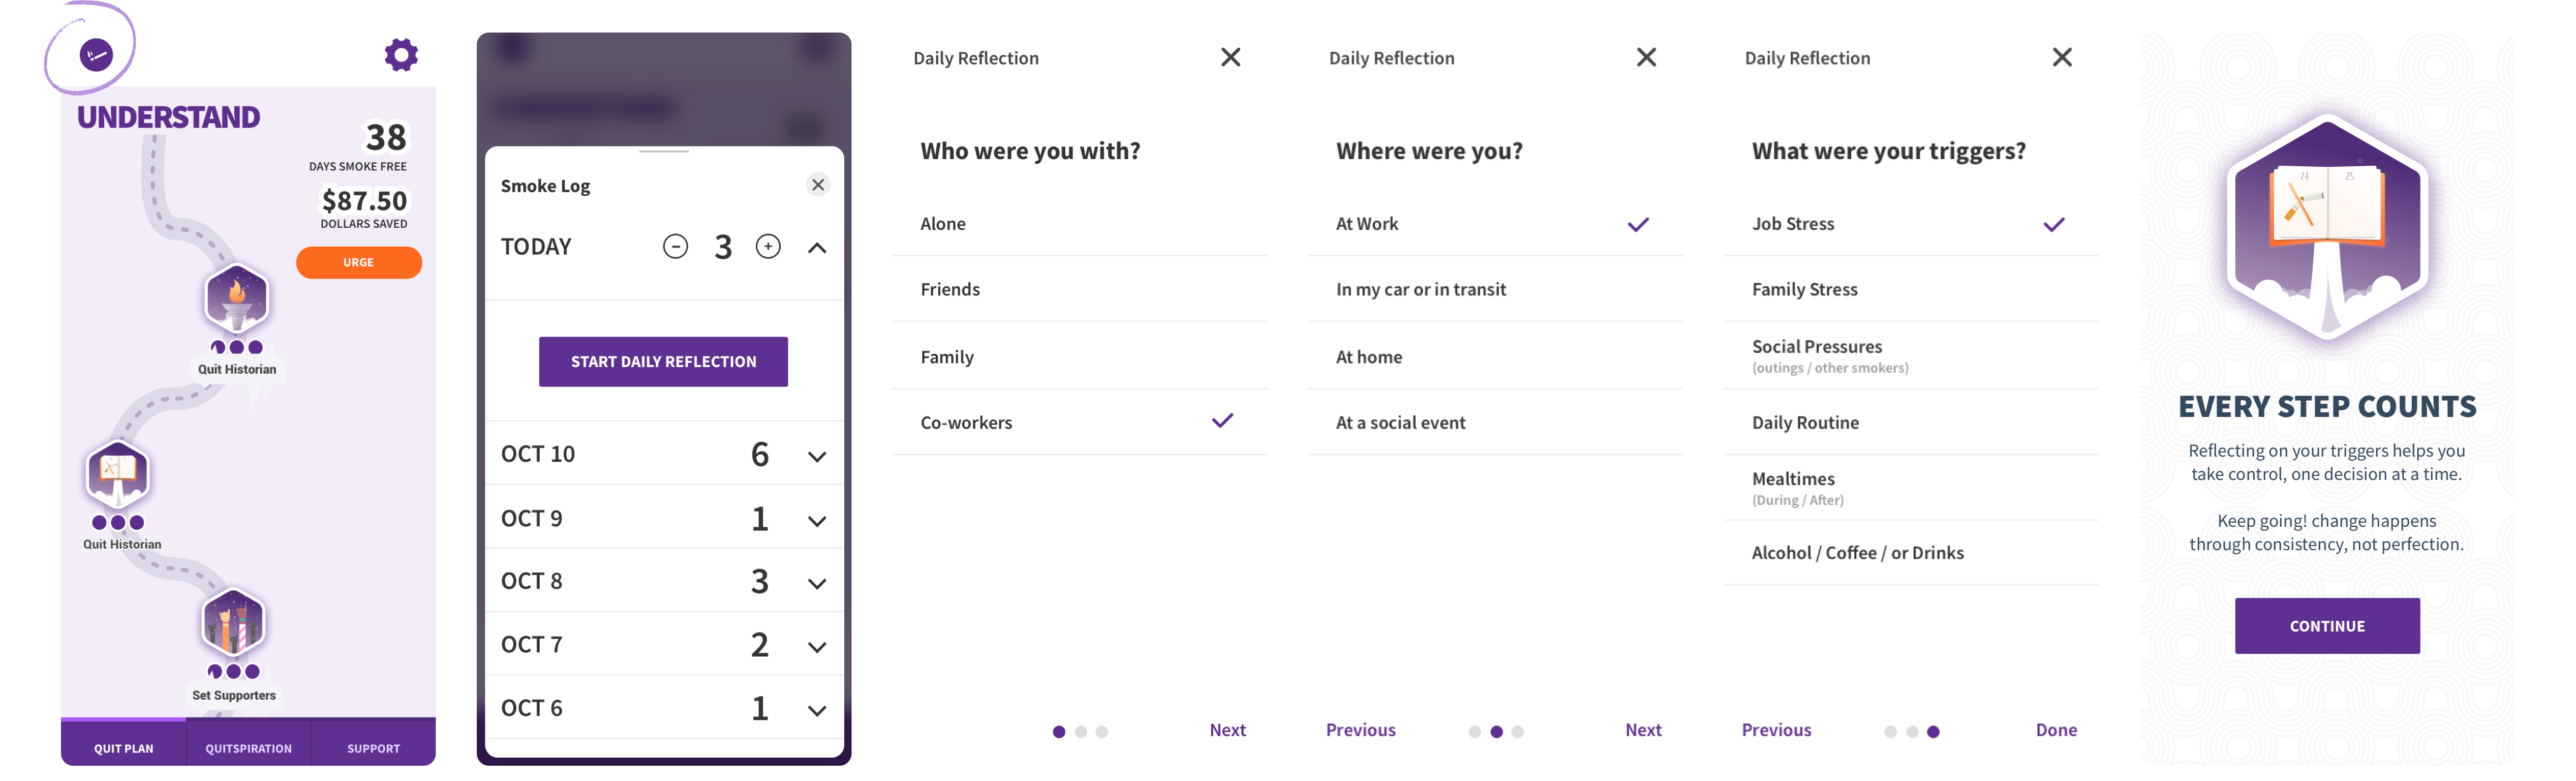 UNDERSTAND
38
DAYS SMOKE FREE
$87.50
DOLLARS SAVED
URGE
Quit Historian
Quit Historian
Set Supporters
QUIT PLAN
QUITSPIRATION
SUPPORT
Smoke Log
TODAY
3
START DAILY REFLECTION
OCT 10 6
OCT 9 1
OCT 8 3
OCT 7 2
OCT 6 1
Daily Reflection
Who were you with?
Alone
Friends
Family
Co-workers
Next
Daily Reflection
Where were you?
At Work
In my car or in transit
At home
At a social event
Previous
Next
Daily Reflection
What were your triggers?
Job Stress
Family Stress
Social Pressures
(outings / other smokers)
Daily Routine
Mealtimes
(During / After)
Alcohol / Coffee / or Drinks
Previous
Done
24 25
EVERY STEP COUNTS
Reflecting on your triggers helps you
take control, one decision at a time.
Keep going! change happens
through consistency, not perfection.
CONTINUE